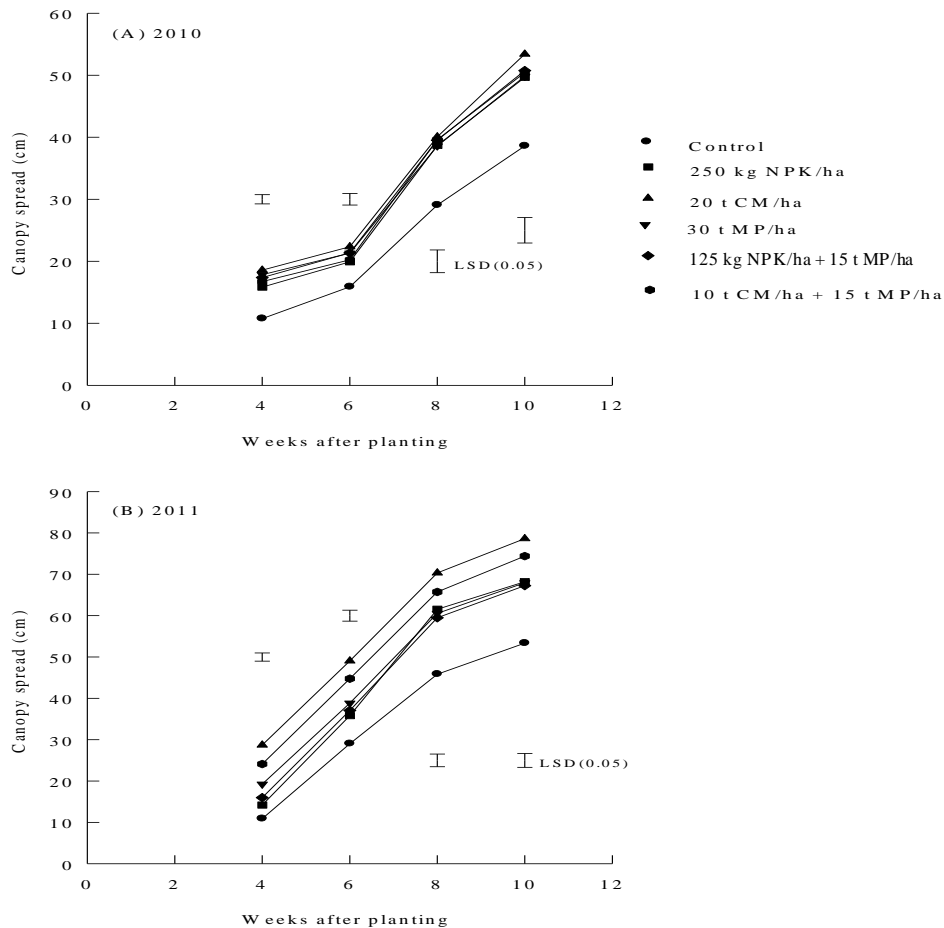 60
(A) 2010
50
40
30
20
10
0
Canopy spread (cm)
LSD(0.05)
0 2 4 6 8 10 12
Weeks after planting
Control
250 kg NPK/ha
20 t CM/ha
30 t MP/ha
125 kg NPK/ha + 15 t MP/ha
10 t CM/ha + 15 t MP/ha
90
(B) 2011
80
70
60
50
40
30
20
10
0
Canopy spread (cm)
LSD(0.05)
0 2 4 6 8 10 12
Weeks after planting